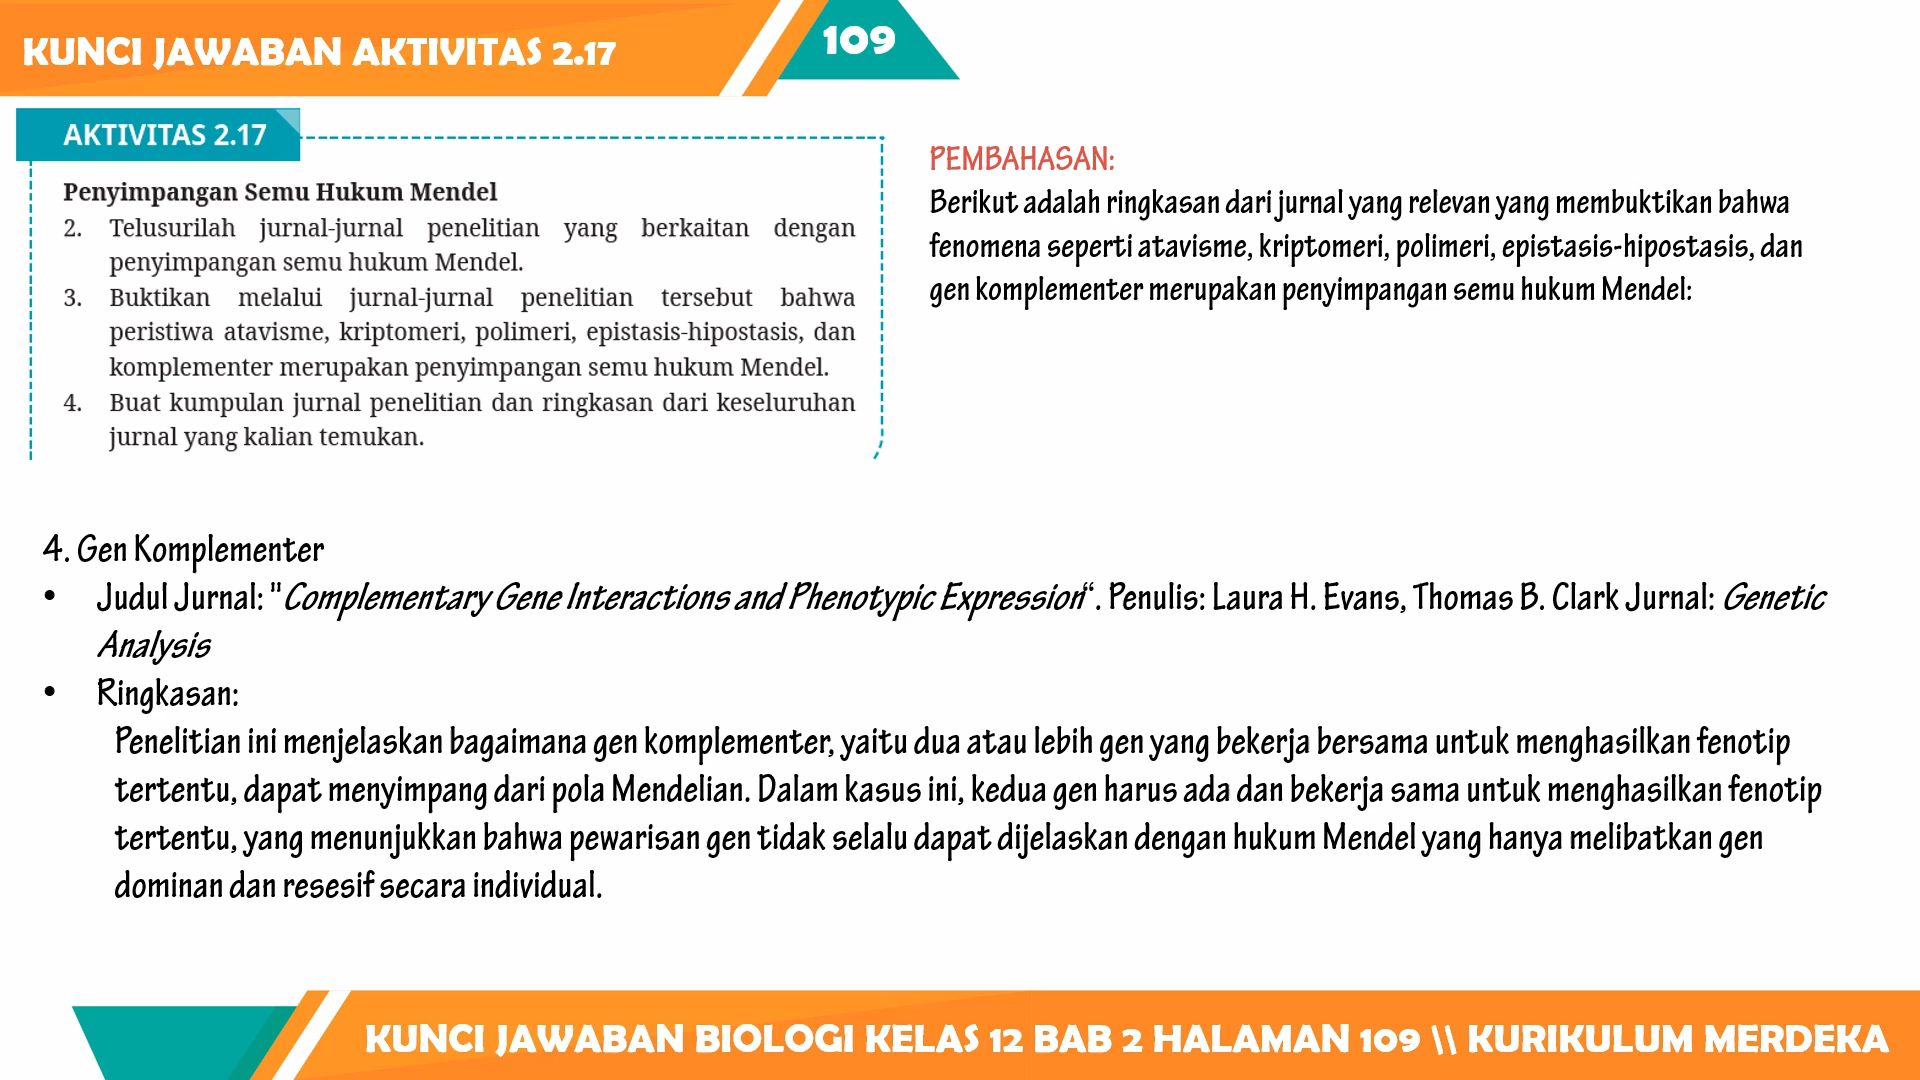 KUNCI JAWABAN AKTIVITAS 2.17
109
AKTIVITAS 2.17
Penyimpangan Semu Hukum Mendel
2. Telusurilah jurnal-jurnal penelitian yang berkaitan dengan
penyimpangan semu hukum Mendel.
3. Buktikan melalui jurnal-jurnal penelitian tersebut bahwa
peristiwa atavisme, kriptomeri, polimeri, epistasis-hipostasis, dan
komplementer merupakan penyimpangan semu hukum Mendel.
4. Buat kumpulan jurnal penelitian dan ringkasan dari keseluruhan
jurnal yang kalian temukan.
PEMBAHASAN:
Berikut adalah ringkasan dari jurnal yang relevan yang membuktikan bahwa
fenomena seperti atavisme, kriptomeri, polimeri, epistasis-hipostasis, dan
gen komplementer merupakan penyimpangan semu hukum Mendel:
4. Gen Komplementer
• Judul Jurnal: "Complementary Gene Interactions and Phenotypic Expression“. Penulis: Laura H. Evans, Thomas B. Clark Jurnal: Genetic
Analysis
• Ringkasan:
Penelitian ini menjelaskan bagaimana gen komplementer, yaitu dua atau lebih gen yang bekerja bersama untuk menghasilkan fenotip
tertentu, dapat menyimpang dari pola Mendelian. Dalam kasus ini, kedua gen harus ada dan bekerja sama untuk menghasilkan fenotip
tertentu, yang menunjukkan bahwa pewarisan gen tidak selalu dapat dijelaskan dengan hukum Mendel yang hanya melibatkan gen
dominan dan resesif secara individual.
KUNCI JAWABAN BIOLOGI KELAS 12 BAB 2 HALAMAN 109 \\ KURIKULUM MERDEKA